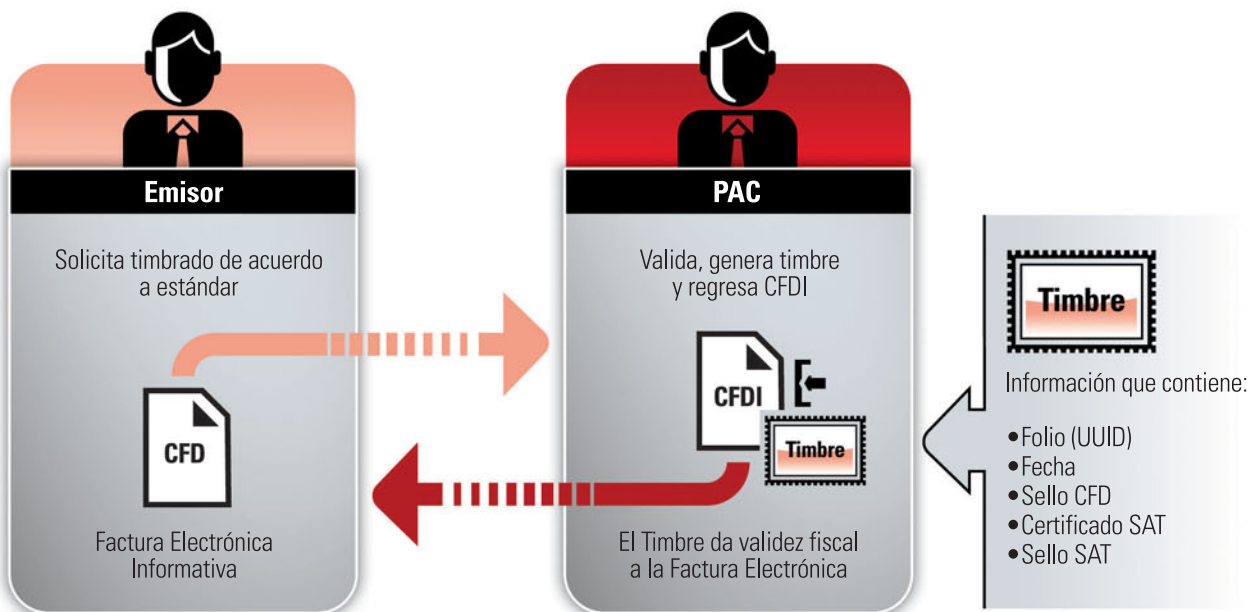 Emisor
Solicita timbrado de acuerdo
a estándar
CFD
Factura Electrónica
Informativa
PAC
Valida, genera timbre
y regresa CFDI
CFDI
Timbre
El Timbre da validez fiscal
a la Factura Electrónica
Timbre
Información que contiene:
•Folio (UUID)
•Fecha
•Sello CFD
•Certificado SAT
•Sello SAT